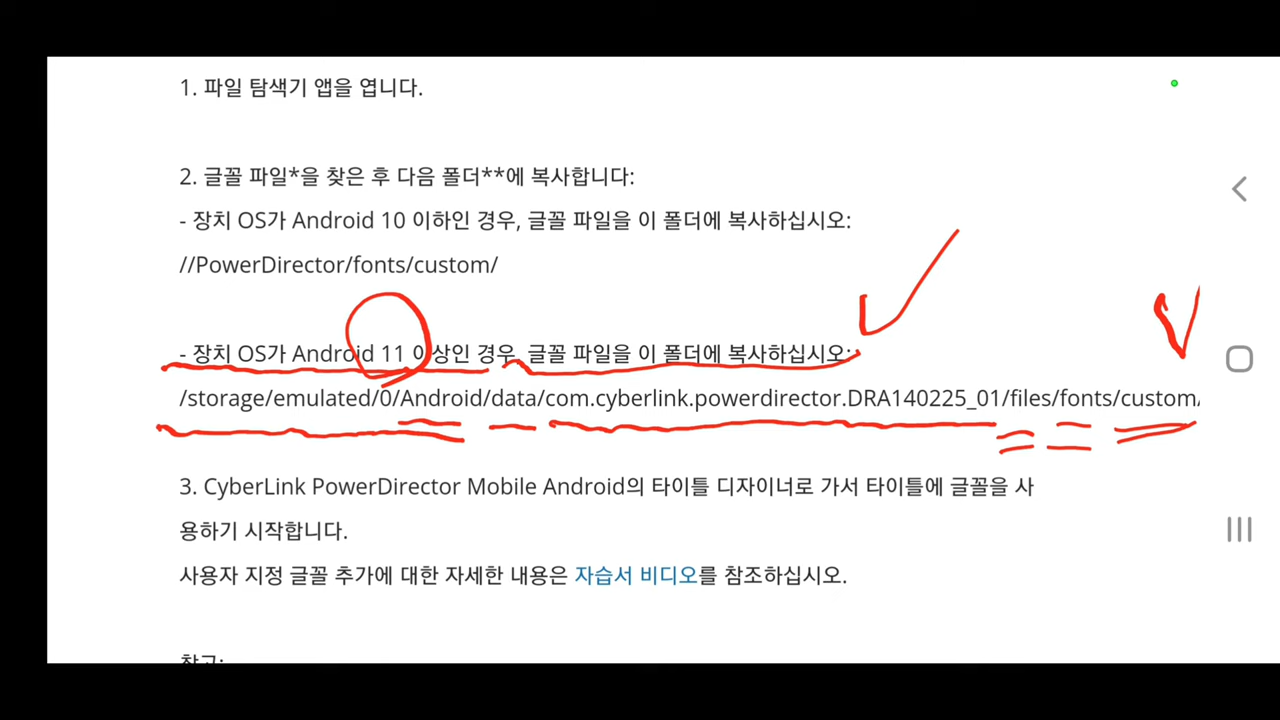 1. 파일 탐색기 앱을 엽니다.
2. 글꼴 파일*을 찾은 후 다음 폴더**에 복사합니다:
- 장치 OS가 Android 10 이하인 경우, 글꼴 파일을 이 폴더에 복사하십시오:
//PowerDirector/fonts/custom/
- 장치 OS가 Android 11 이상인 경우, 글꼴 파일을 이 폴더에 복사하십시오:
/storage/emulated/0/Android/data/com.cyberlink.powerdirector.DRA140225_01/files/fonts/custom/
3. CyberLink PowerDirector Mobile Android의 타이틀 디자이너로 가서 타이틀에 글꼴을 사
용하기 시작합니다.
사용자 지정 글꼴 추가에 대한 자세한 내용은 자습서 비디오를 참조하십시오.
참고: